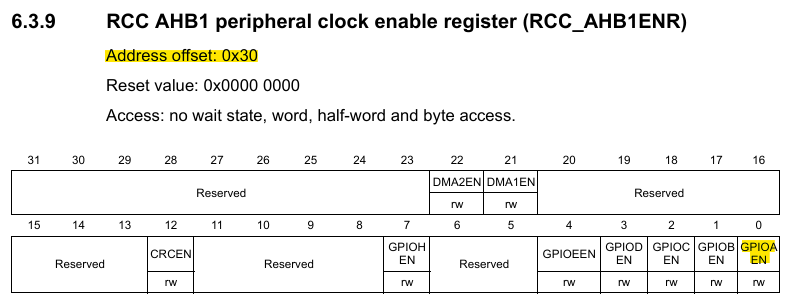 6.3.9 RCC AHB1 peripheral clock enable register (RCC_AHB1ENR)
Address offset: 0x30
Reset value: 0x0000 0000
Access: no wait state, word, half-word and byte access.
31 30 29 28 27 26 25 24 23 22 21 20 19 18 17 16
Reserved DMA2EN DMA1EN Reserved
rw rw
15 14 13 12 11 10 9 8 7 6 5 4 3 2 1 0
Reserved CRCEN Reserved GPIOH EN Reserved GPIOEEN GPIOD EN GPIOC EN GPIOB EN GPIOA EN
rw rw rw rw rw rw rw